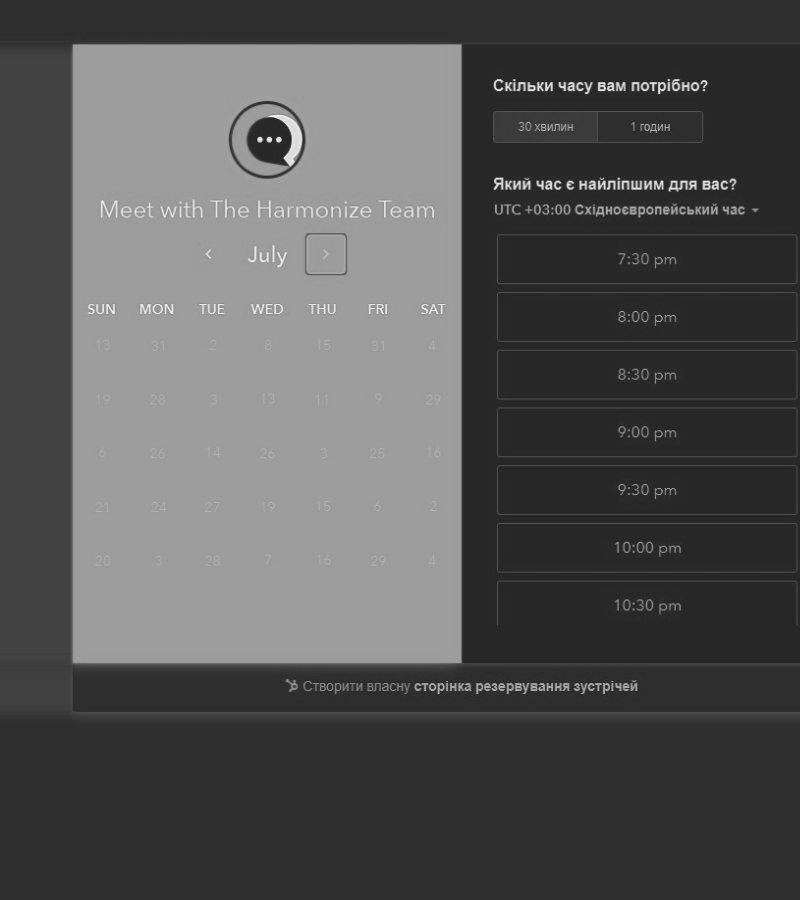 Meet with The Harmonize Team
July
SUN MON TUE WED THU FRI SAT
13 31 2 8 15 31 4
19 28 3 13 11 9 29
6 26 14 26 3 25 16
21 24 27 19 15 6 2
20 3 28 7 16 29 4
Скільки часу вам потрібно?
30 хвилин 1 годин
Який час є найліпшим для вас?
UTC +03:00 Східноєвропейський час
7:30 pm
8:00 pm
8:30 pm
9:00 pm
9:30 pm
10:00 pm
10:30 pm
Створити власну сторінка резервування зустрічей